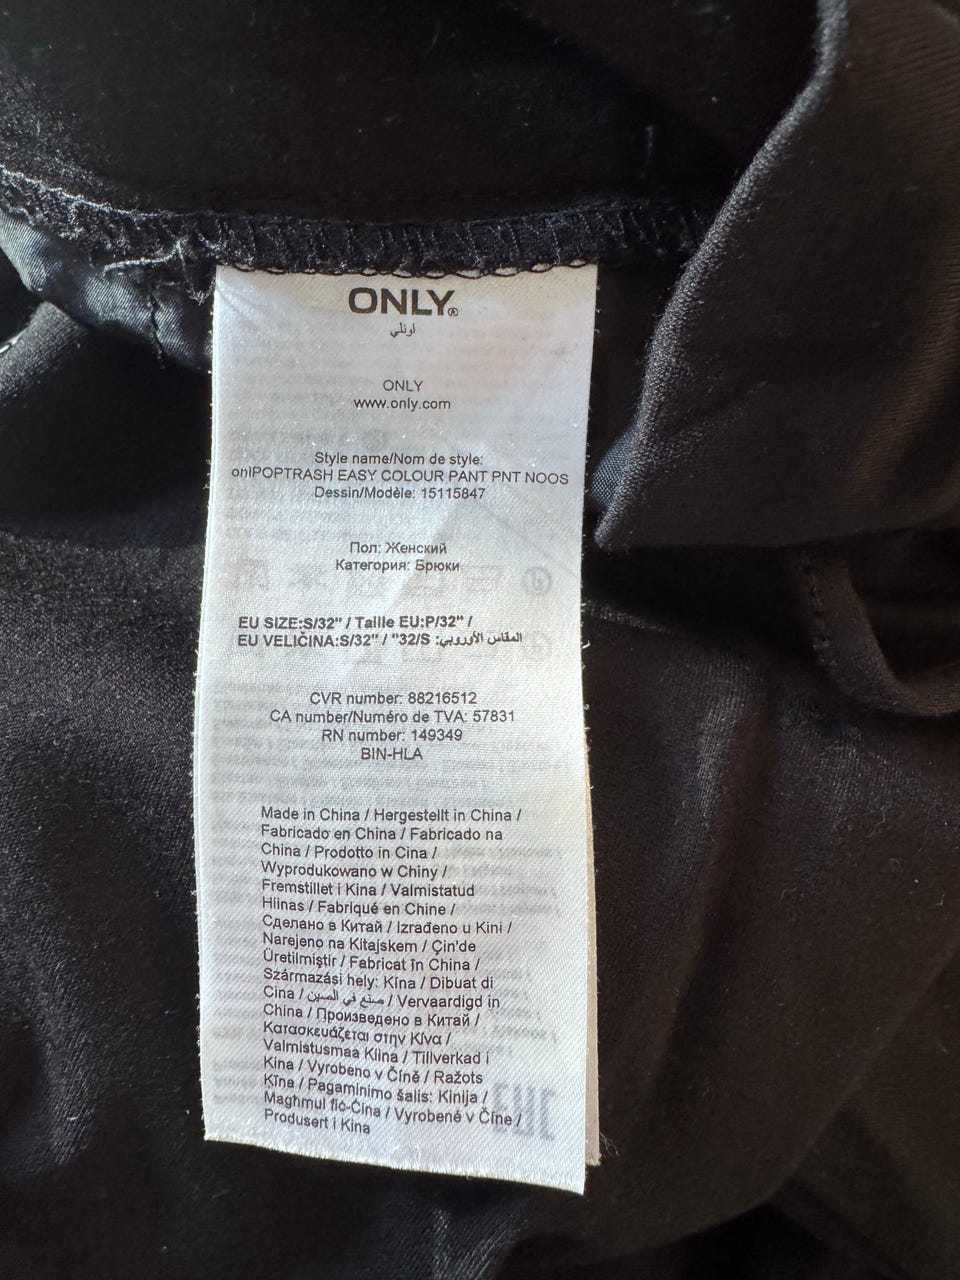 ONLY®
اونلي
ONLY
www.only.com
Style name/Nom de style:
onlPOPTRASH EASY COLOUR PANT PNT NOOS
Dessin/Modèle: 15115847
Пол: Женский
Категория: Брюки
EU SIZE:S/32" / Taille EU:P/32" /
EU VELIČINA:S/32" / "32/S :المقاس الأوروبي
CVR number: 88216512
CA number/Numéro de TVA: 57831
RN number: 149349
BIN-HLA
Made in China / Hergestellt in China /
Fabricado en China / Fabricado na
China / Prodotto in Cina /
Wyprodukowano w Chiny /
Fremstillet i Kina / Valmistatud
Hiinas / Fabriqué en Chine /
Сделано в Китай / Izrađeno u Kini /
Narejeno na Kitajskem / Çin'de
Üretilmiştir / Fabricat în China /
Származási hely: Kína / Dibuat di
Cina / صنع في الصين / Vervaardigd in
China / Произведено в Китай /
Κατασκευάζεται στην Κίνα /
Valmistusmaa Kiina / Tillverkad i
Kina / Vyrobeno v Číně / Ražots
Ķīna / Pagaminimo šalis: Kinija /
Magħmul fiċ-Ċina / Vyrobené v Číne /
Produsert i Kina